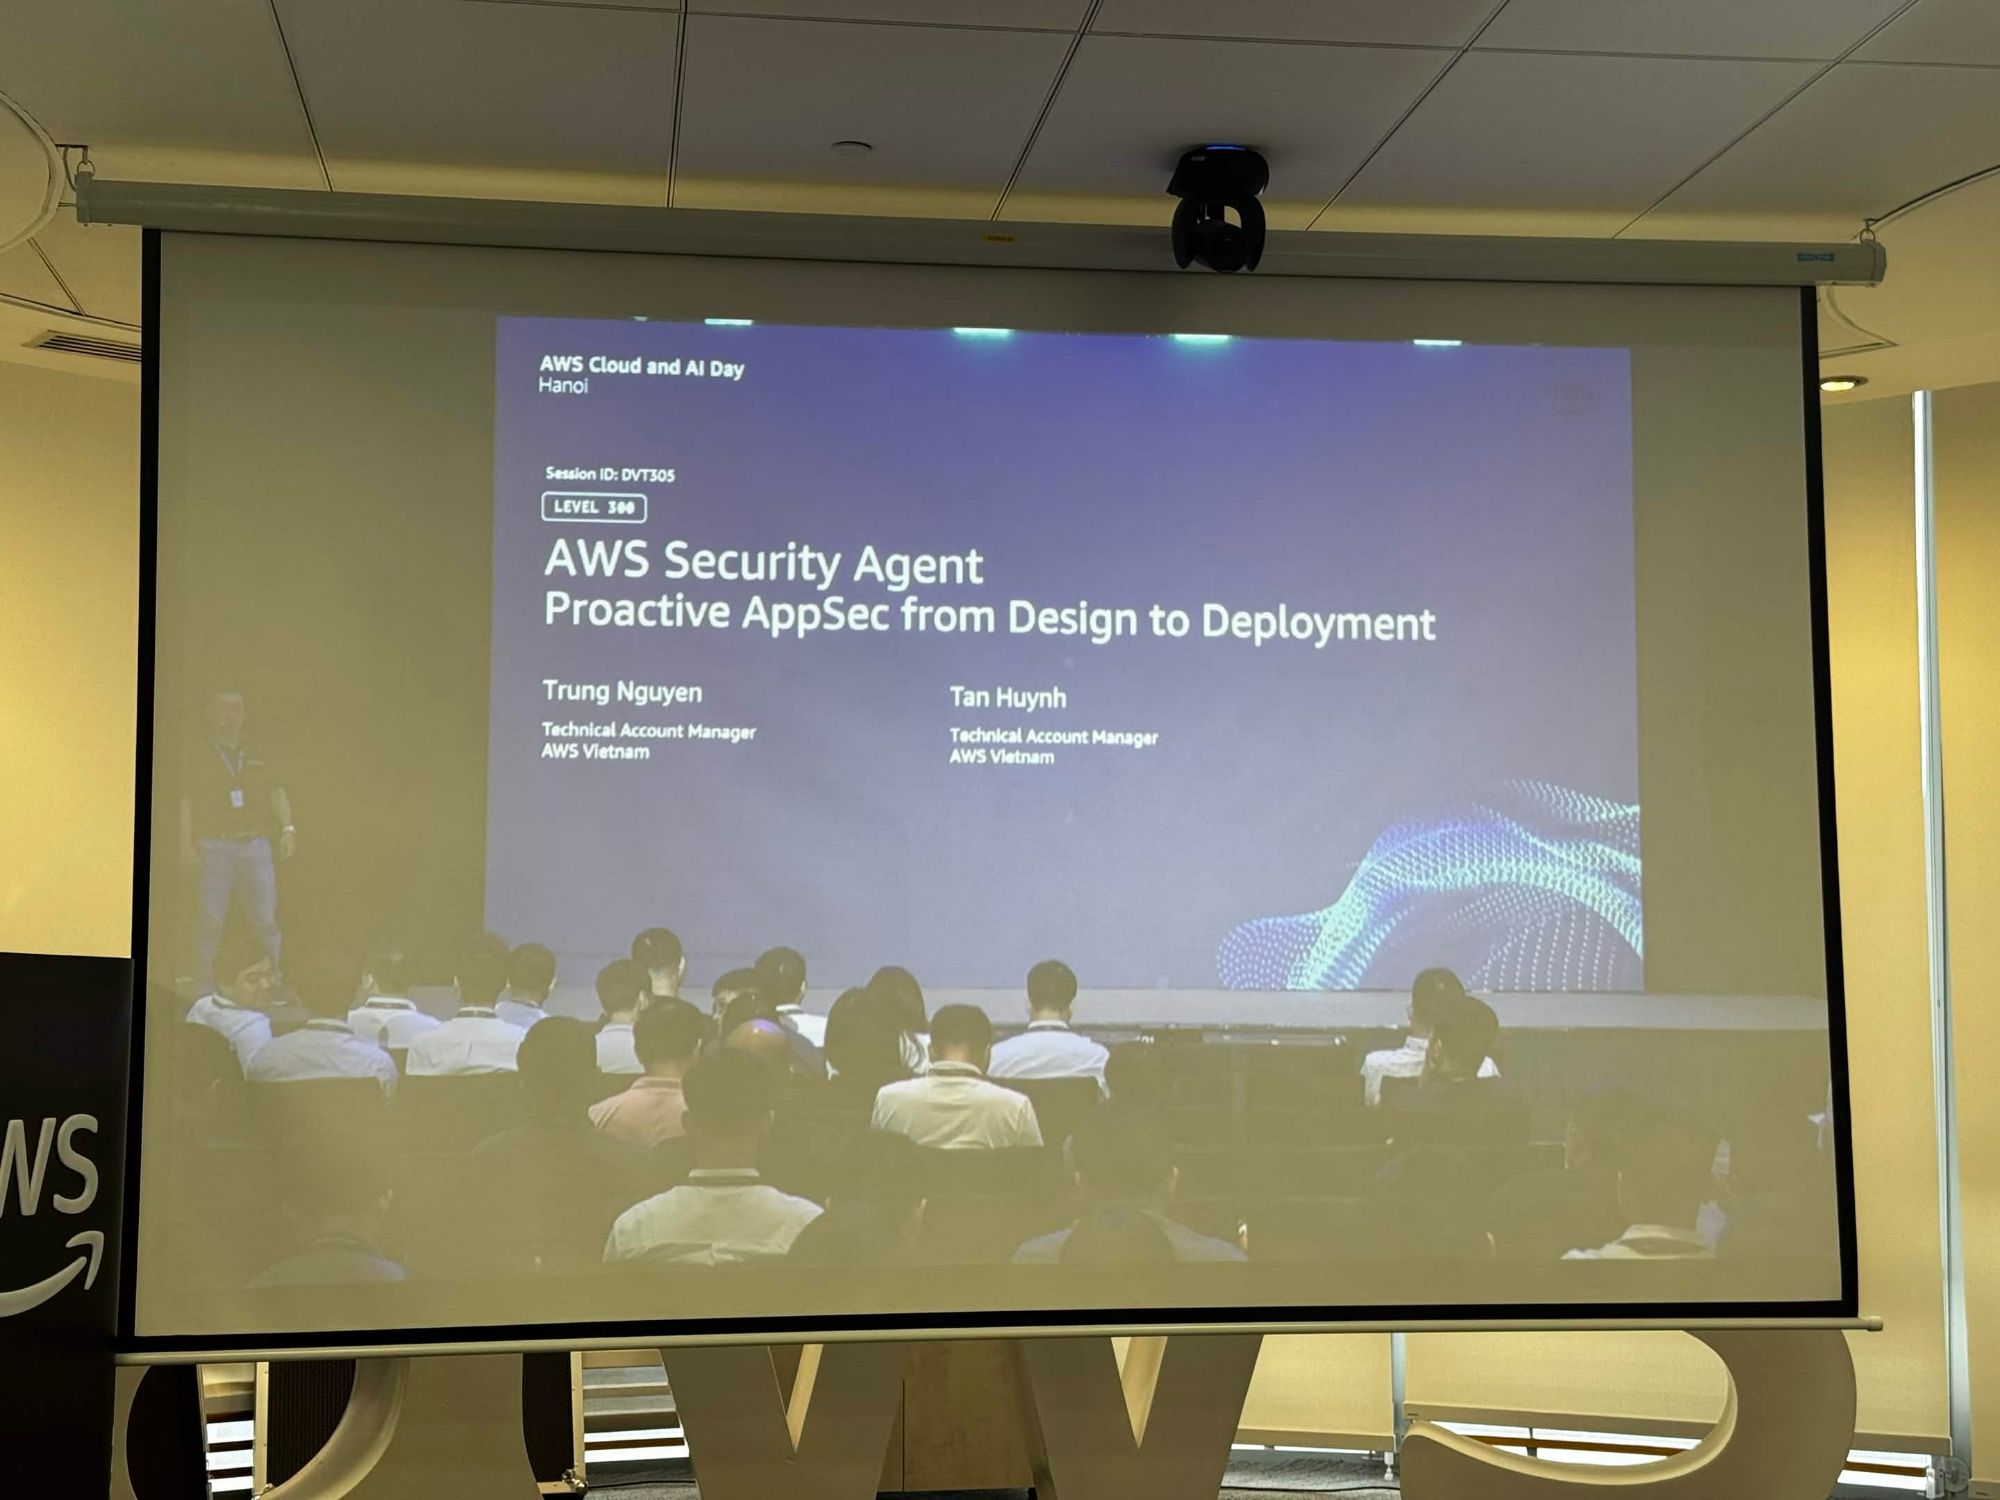 AWS Cloud and AI Day
Hanoi
Session ID: DVT305
LEVEL 300
AWS Security Agent
Proactive AppSec from Design to Deployment
Trung Nguyen
Technical Account Manager
AWS Vietnam
Tan Huynh
Technical Account Manager
AWS Vietnam
WS